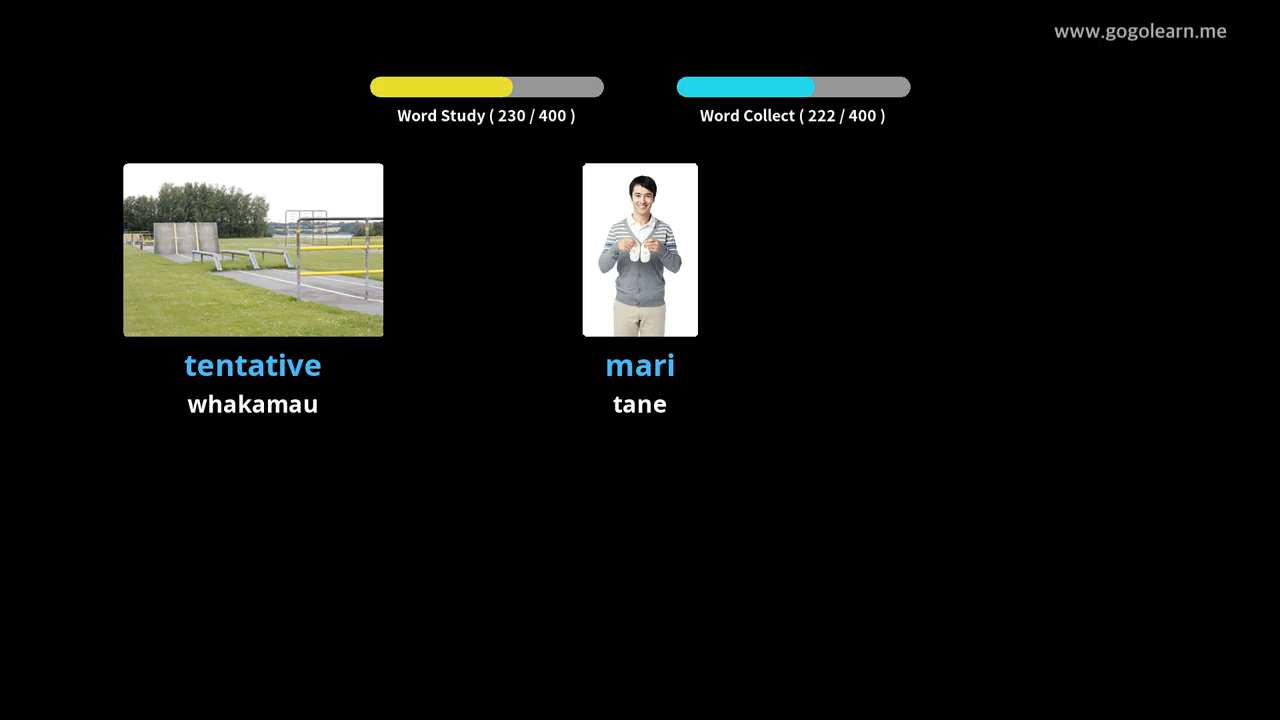 www.gogolearn.me
Word Study ( 230 / 400 )
Word Collect ( 222 / 400 )
tentative
whakamau
mari
tane